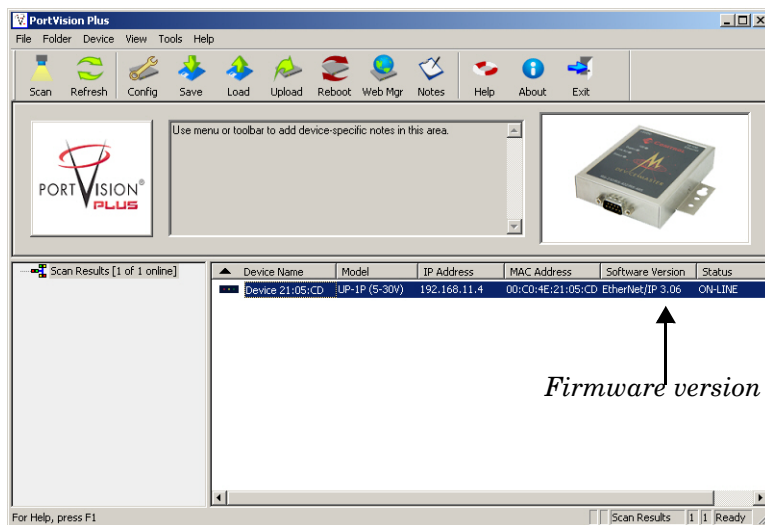 PortVision Plus
File Folder Device View Tools Help
Scan Refresh Config Save Load Upload Reboot Web Mgr Notes Help About Exit
PORTVISION®
PLUS
Use menu or toolbar to add device-specific notes in this area.
Scan Results [1 of 1 online]
Device Name Model IP Address MAC Address Software Version Status
Device 21:05:CD UP-1P (5-30V) 192.168.11.4 00:C0:4E:21:05:CD EtherNet/IP 3.06 ON-LINE
Firmware version
For Help, press F1
Scan Results 1 1 Ready